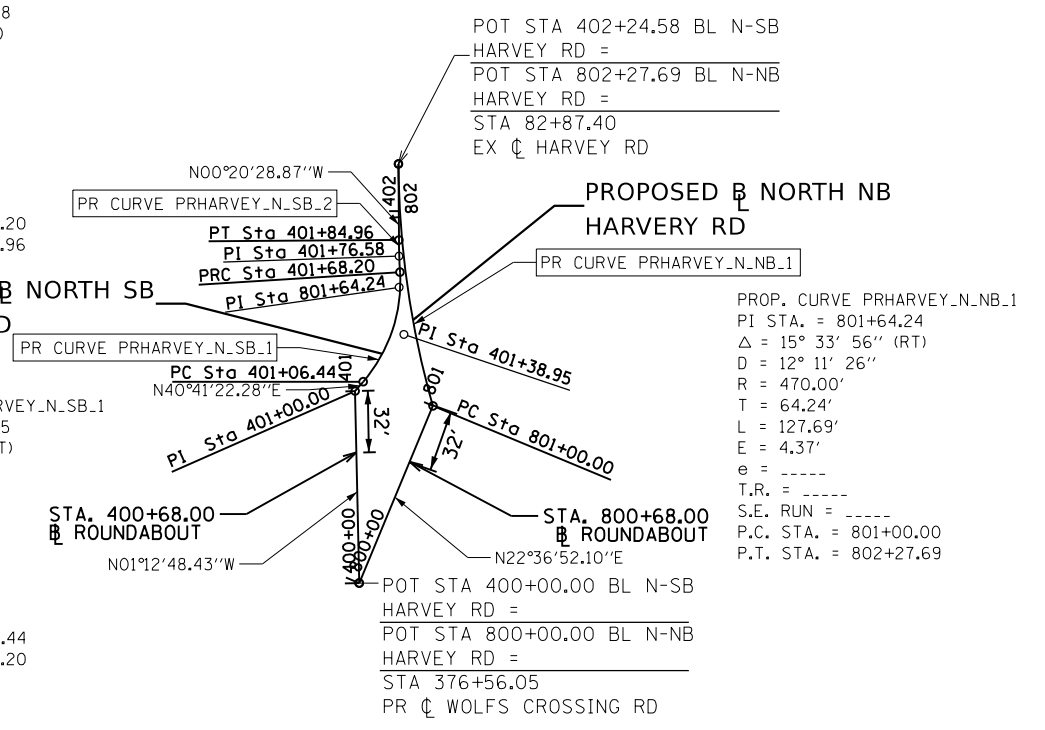 8
POT STA 402+24.58 BL N-SB
HARVEY RD =
POT STA 802+27.69 BL N-NB
HARVEY RD =
STA 82+87.40
EX ℄ HARVEY RD
N00°20'28.87''W
402
802
PR CURVE PRHARVEY_N_SB_2
PROPOSED B͟L NORTH NB
HARVERY RD
.20
.96
PT Sta 401+84.96
PI Sta 401+76.58
PRC Sta 401+68.20
PI Sta 801+64.24
PR CURVE PRHARVEY_N_NB_1
NORTH SB
D
PR CURVE PRHARVEY_N_SB_1
PI Sta 401+38.95
401
PC Sta 401+06.44
N40°41'22.28''E
PI Sta 401+00.00
801
PC Sta 801+00.00
32'
32'
PROP. CURVE PRHARVEY_N_NB_1
PI STA. = 801+64.24
Δ = 15° 33' 56'' (RT)
D = 12° 11' 26''
R = 470.00'
T = 64.24'
L = 127.69'
E = 4.37'
e = _____
T.R. = _____
S.E. RUN = _____
P.C. STA. = 801+00.00
P.T. STA. = 802+27.69
RVEY_N_SB_1
5
T)
STA. 400+68.00
BL ROUNDABOUT
STA. 800+68.00
BL ROUNDABOUT
N01°12'48.43''W
400+00
800+00
N22°36'52.10''E
POT STA 400+00.00 BL N-SB
HARVEY RD =
POT STA 800+00.00 BL N-NB
HARVEY RD =
STA 376+56.05
PR ℄ WOLFS CROSSING RD
.44
.20